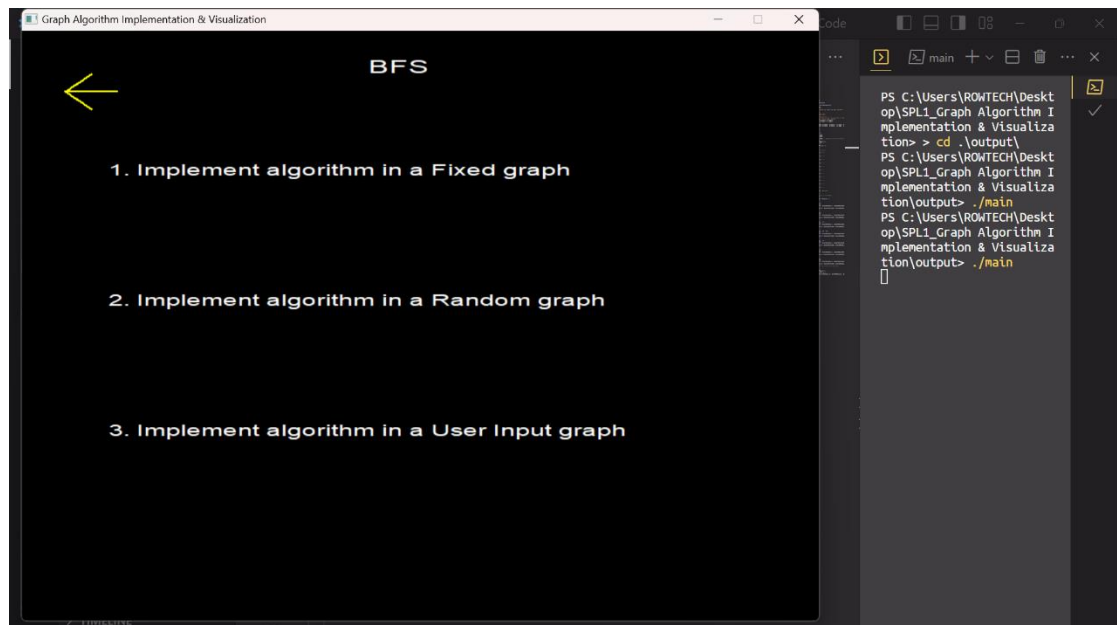 Graph Algorithm Implementation & Visualization
BFS
1. Implement algorithm in a Fixed graph
2. Implement algorithm in a Random graph
3. Implement algorithm in a User Input graph
Code
main
PS C:\Users\ROWTECH\Deskt
op\SPL1_Graph Algorithm I
mplementation & Visualiza
tion> > cd .\output\
PS C:\Users\ROWTECH\Deskt
op\SPL1_Graph Algorithm I
mplementation & Visualiza
tion\output> ./main
PS C:\Users\ROWTECH\Deskt
op\SPL1_Graph Algorithm I
mplementation & Visualiza
tion\output> ./main
TIMELINE